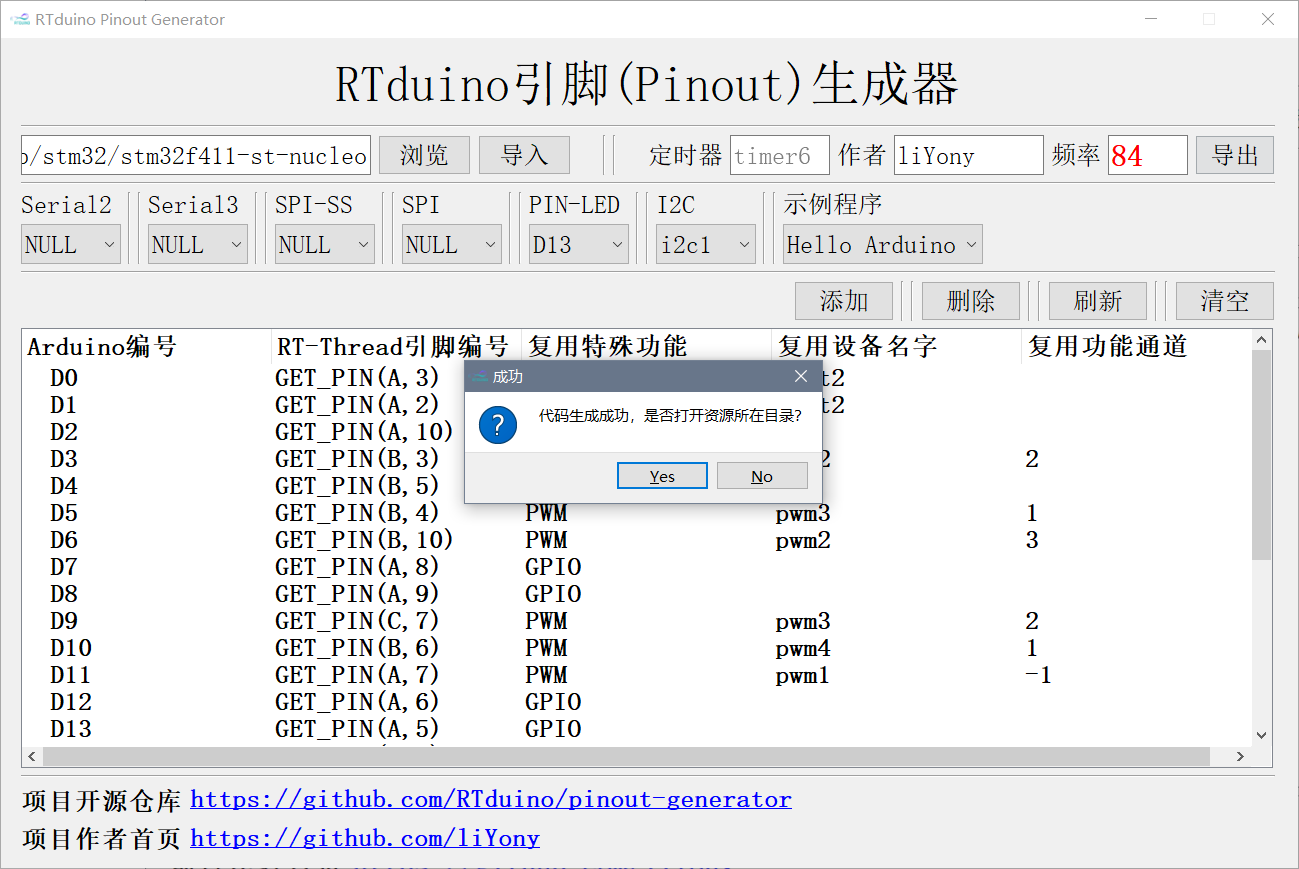 RTduino Pinout Generator
RTduino引脚(Pinout)生成器
/stm32/stm32f411-st-nucleo 浏览 导入 定时器 timer6 作者 liYony 频率 84 导出
Serial2 Serial3 SPI-SS SPI PIN-LED I2C 示例程序
NULL NULL NULL NULL D13 i2c1 Hello Arduino
添加 删除 刷新 清空
Arduino编号 RT-Thread引脚编号 复用特殊功能 复用设备名字 复用功能通道
D0 GET_PIN(A,3) t2
D1 GET_PIN(A,2) t2
D2 GET_PIN(A,10)
D3 GET_PIN(B,3) 2 2
D4 GET_PIN(B,5)
D5 GET_PIN(B,4) PWM pwm3 1
D6 GET_PIN(B,10) PWM pwm2 3
D7 GET_PIN(A,8) GPIO
D8 GET_PIN(A,9) GPIO
D9 GET_PIN(C,7) PWM pwm3 2
D10 GET_PIN(B,6) PWM pwm4 1
D11 GET_PIN(A,7) PWM pwm1 -1
D12 GET_PIN(A,6) GPIO
D13 GET_PIN(A,5) GPIO
成功
? 代码生成成功，是否打开资源所在目录?
Yes No
项目开源仓库 https://github.com/RTduino/pinout-generator
项目作者首页 https://github.com/liYony